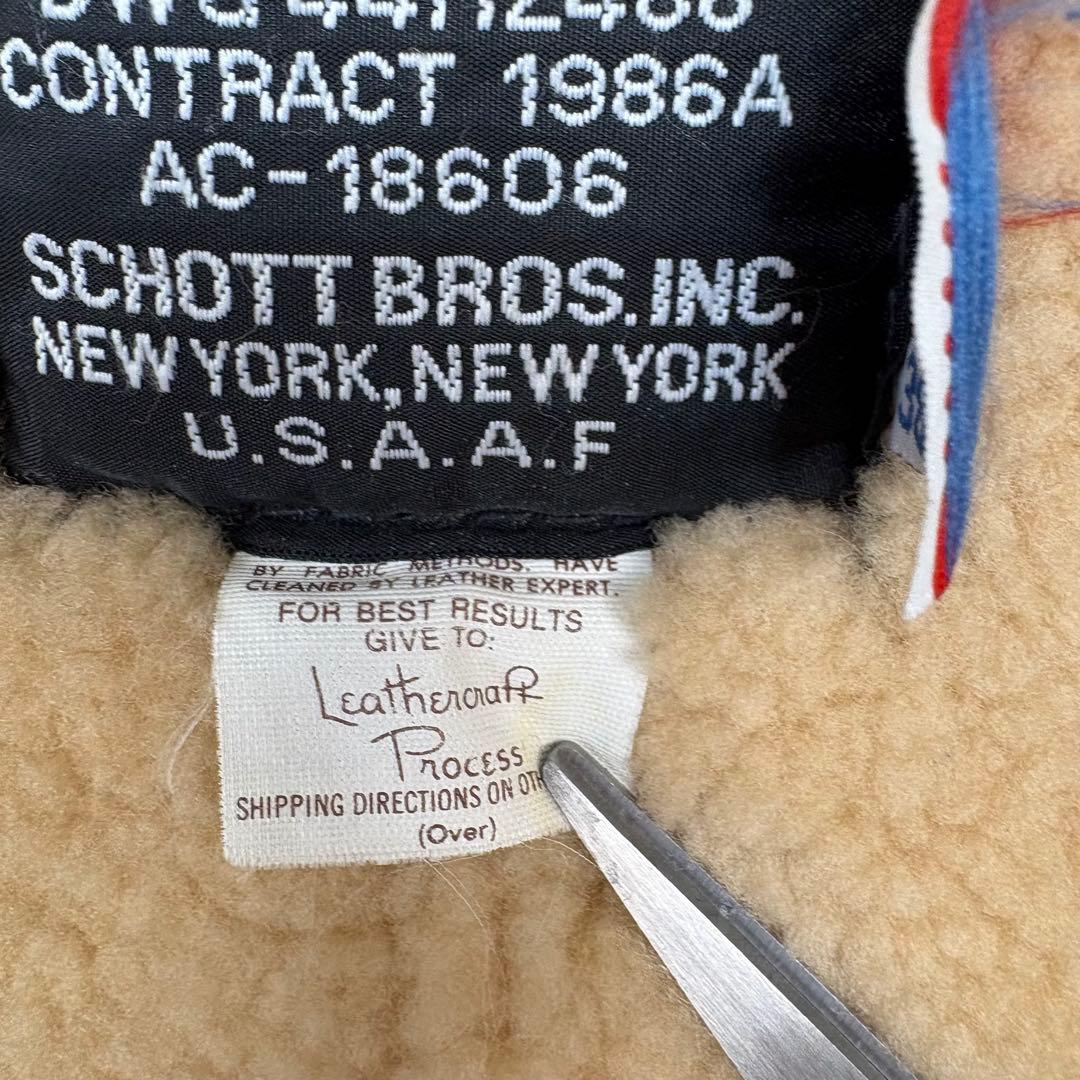 CONTRACT 1986A
AC-18606
SCHOTT BROS. INC.
NEW YORK, NEW YORK
U.S.A.A.F
BY FABRIC METHODS. HAVE
CLEANED BY LEATHER EXPERT.
FOR BEST RESULTS
GIVE TO:
Leathercraft
Process
SHIPPING DIRECTIONS ON
(Over)